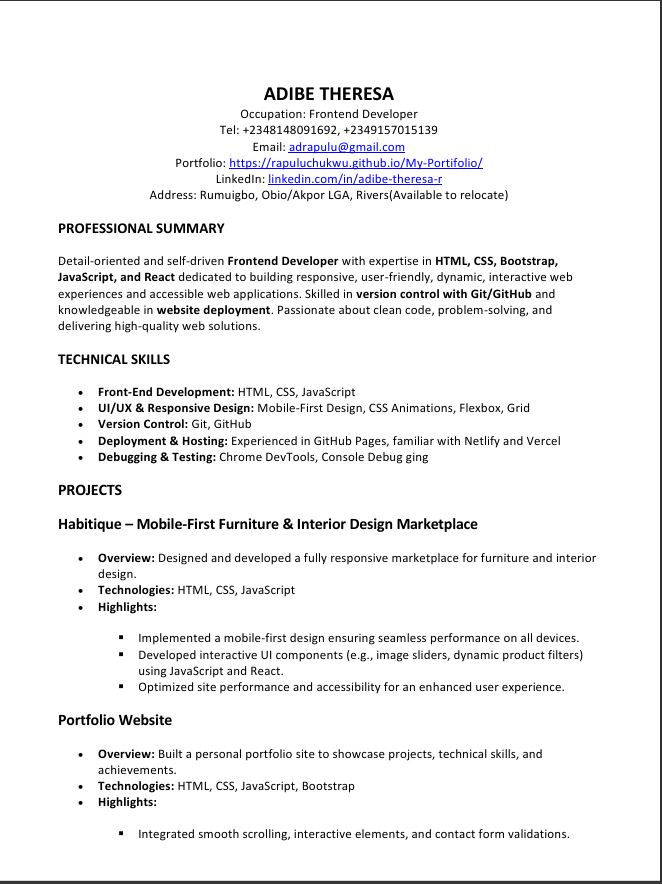 ADIBE THERESA
Occupation: Frontend Developer
Tel: +2348148091692, +2349157015139
Email: adrapulu@gmail.com
Portfolio: https://rapuluchukwu.github.io/My-Portifolio/
LinkedIn: linkedin.com/in/adibe-theresa-r
Address: Rumuigbo, Obio/Akpor LGA, Rivers(Available to relocate)
PROFESSIONAL SUMMARY
Detail-oriented and self-driven Frontend Developer with expertise in HTML, CSS, Bootstrap,
JavaScript, and React dedicated to building responsive, user-friendly, dynamic, interactive web
experiences and accessible web applications. Skilled in version control with Git/GitHub and
knowledgeable in website deployment. Passionate about clean code, problem-solving, and
delivering high-quality web solutions.
TECHNICAL SKILLS
• Front-End Development: HTML, CSS, JavaScript
• UI/UX & Responsive Design: Mobile-First Design, CSS Animations, Flexbox, Grid
• Version Control: Git, GitHub
• Deployment & Hosting: Experienced in GitHub Pages, familiar with Netlify and Vercel
• Debugging & Testing: Chrome DevTools, Console Debug ging
PROJECTS
Habitique – Mobile-First Furniture & Interior Design Marketplace
• Overview: Designed and developed a fully responsive marketplace for furniture and interior
design.
• Technologies: HTML, CSS, JavaScript
• Highlights:
▪ Implemented a mobile-first design ensuring seamless performance on all devices.
▪ Developed interactive UI components (e.g., image sliders, dynamic product filters)
using JavaScript and React.
▪ Optimized site performance and accessibility for an enhanced user experience.
Portfolio Website
• Overview: Built a personal portfolio site to showcase projects, technical skills, and
achievements.
• Technologies: HTML, CSS, JavaScript, Bootstrap
• Highlights:
▪ Integrated smooth scrolling, interactive elements, and contact form validations.